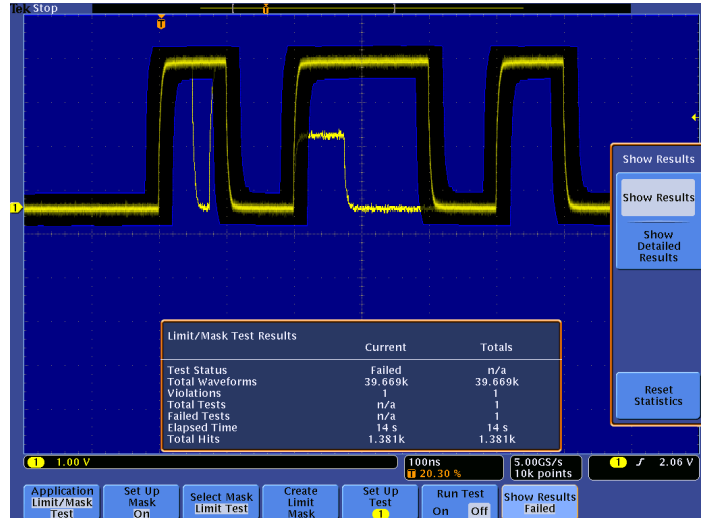 Tek Stop
T
T
1
Show Results
Show Results
Show
Detailed
Results
Reset
Statistics
Limit/Mask Test Results
Current Totals
Test Status Failed n/a
Total Waveforms 39.669k 39.669k
Violations 1 1
Total Tests n/a 1
Failed Tests n/a 1
Elapsed Time 14 s 14 s
Total Hits 1.381k 1.381k
1 1.00 V
100ns
T 20.30 %
5.00GS/s
10k points
1 2.06 V
Application
Limit/Mask
Test
Set Up
Mask
On
Select Mask
Limit Test
Create
Limit
Mask
Set Up
Test
1
Run Test
On Off
Show Results
Failed